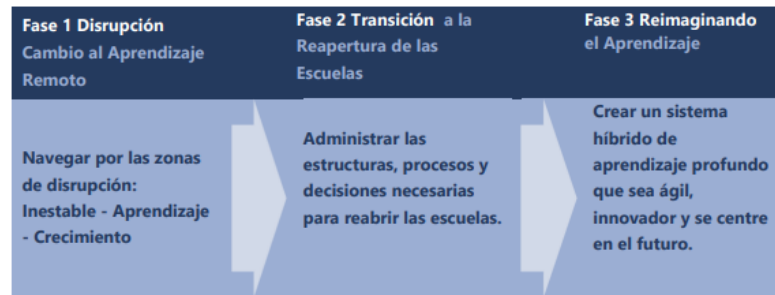 Fase 1 Disrupción
Cambio al Aprendizaje
Remoto
Fase 2 Transición a la
Reapertura de las
Escuelas
Fase 3 Reimaginando
el Aprendizaje
Navegar por las zonas
de disrupción:
Inestable - Aprendizaje
- Crecimiento
Administrar las
estructuras, procesos y
decisiones necesarias
para reabrir las escuelas.
Crear un sistema
híbrido de
aprendizaje profundo
que sea ágil,
innovador y se centre
en el futuro.